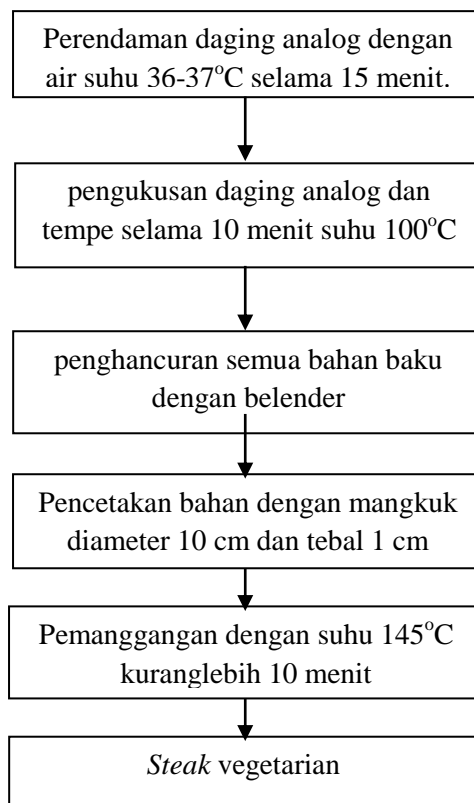 Perendaman daging analog dengan
air suhu 36-37°C selama 15 menit.
pengukusan daging analog dan
tempe selama 10 menit suhu 100°C
penghancuran semua bahan baku
dengan belender
Pencetakan bahan dengan mangkuk
diameter 10 cm dan tebal 1 cm
Pemanggangan dengan suhu 145°C
kuranglebih 10 menit
Steak vegetarian